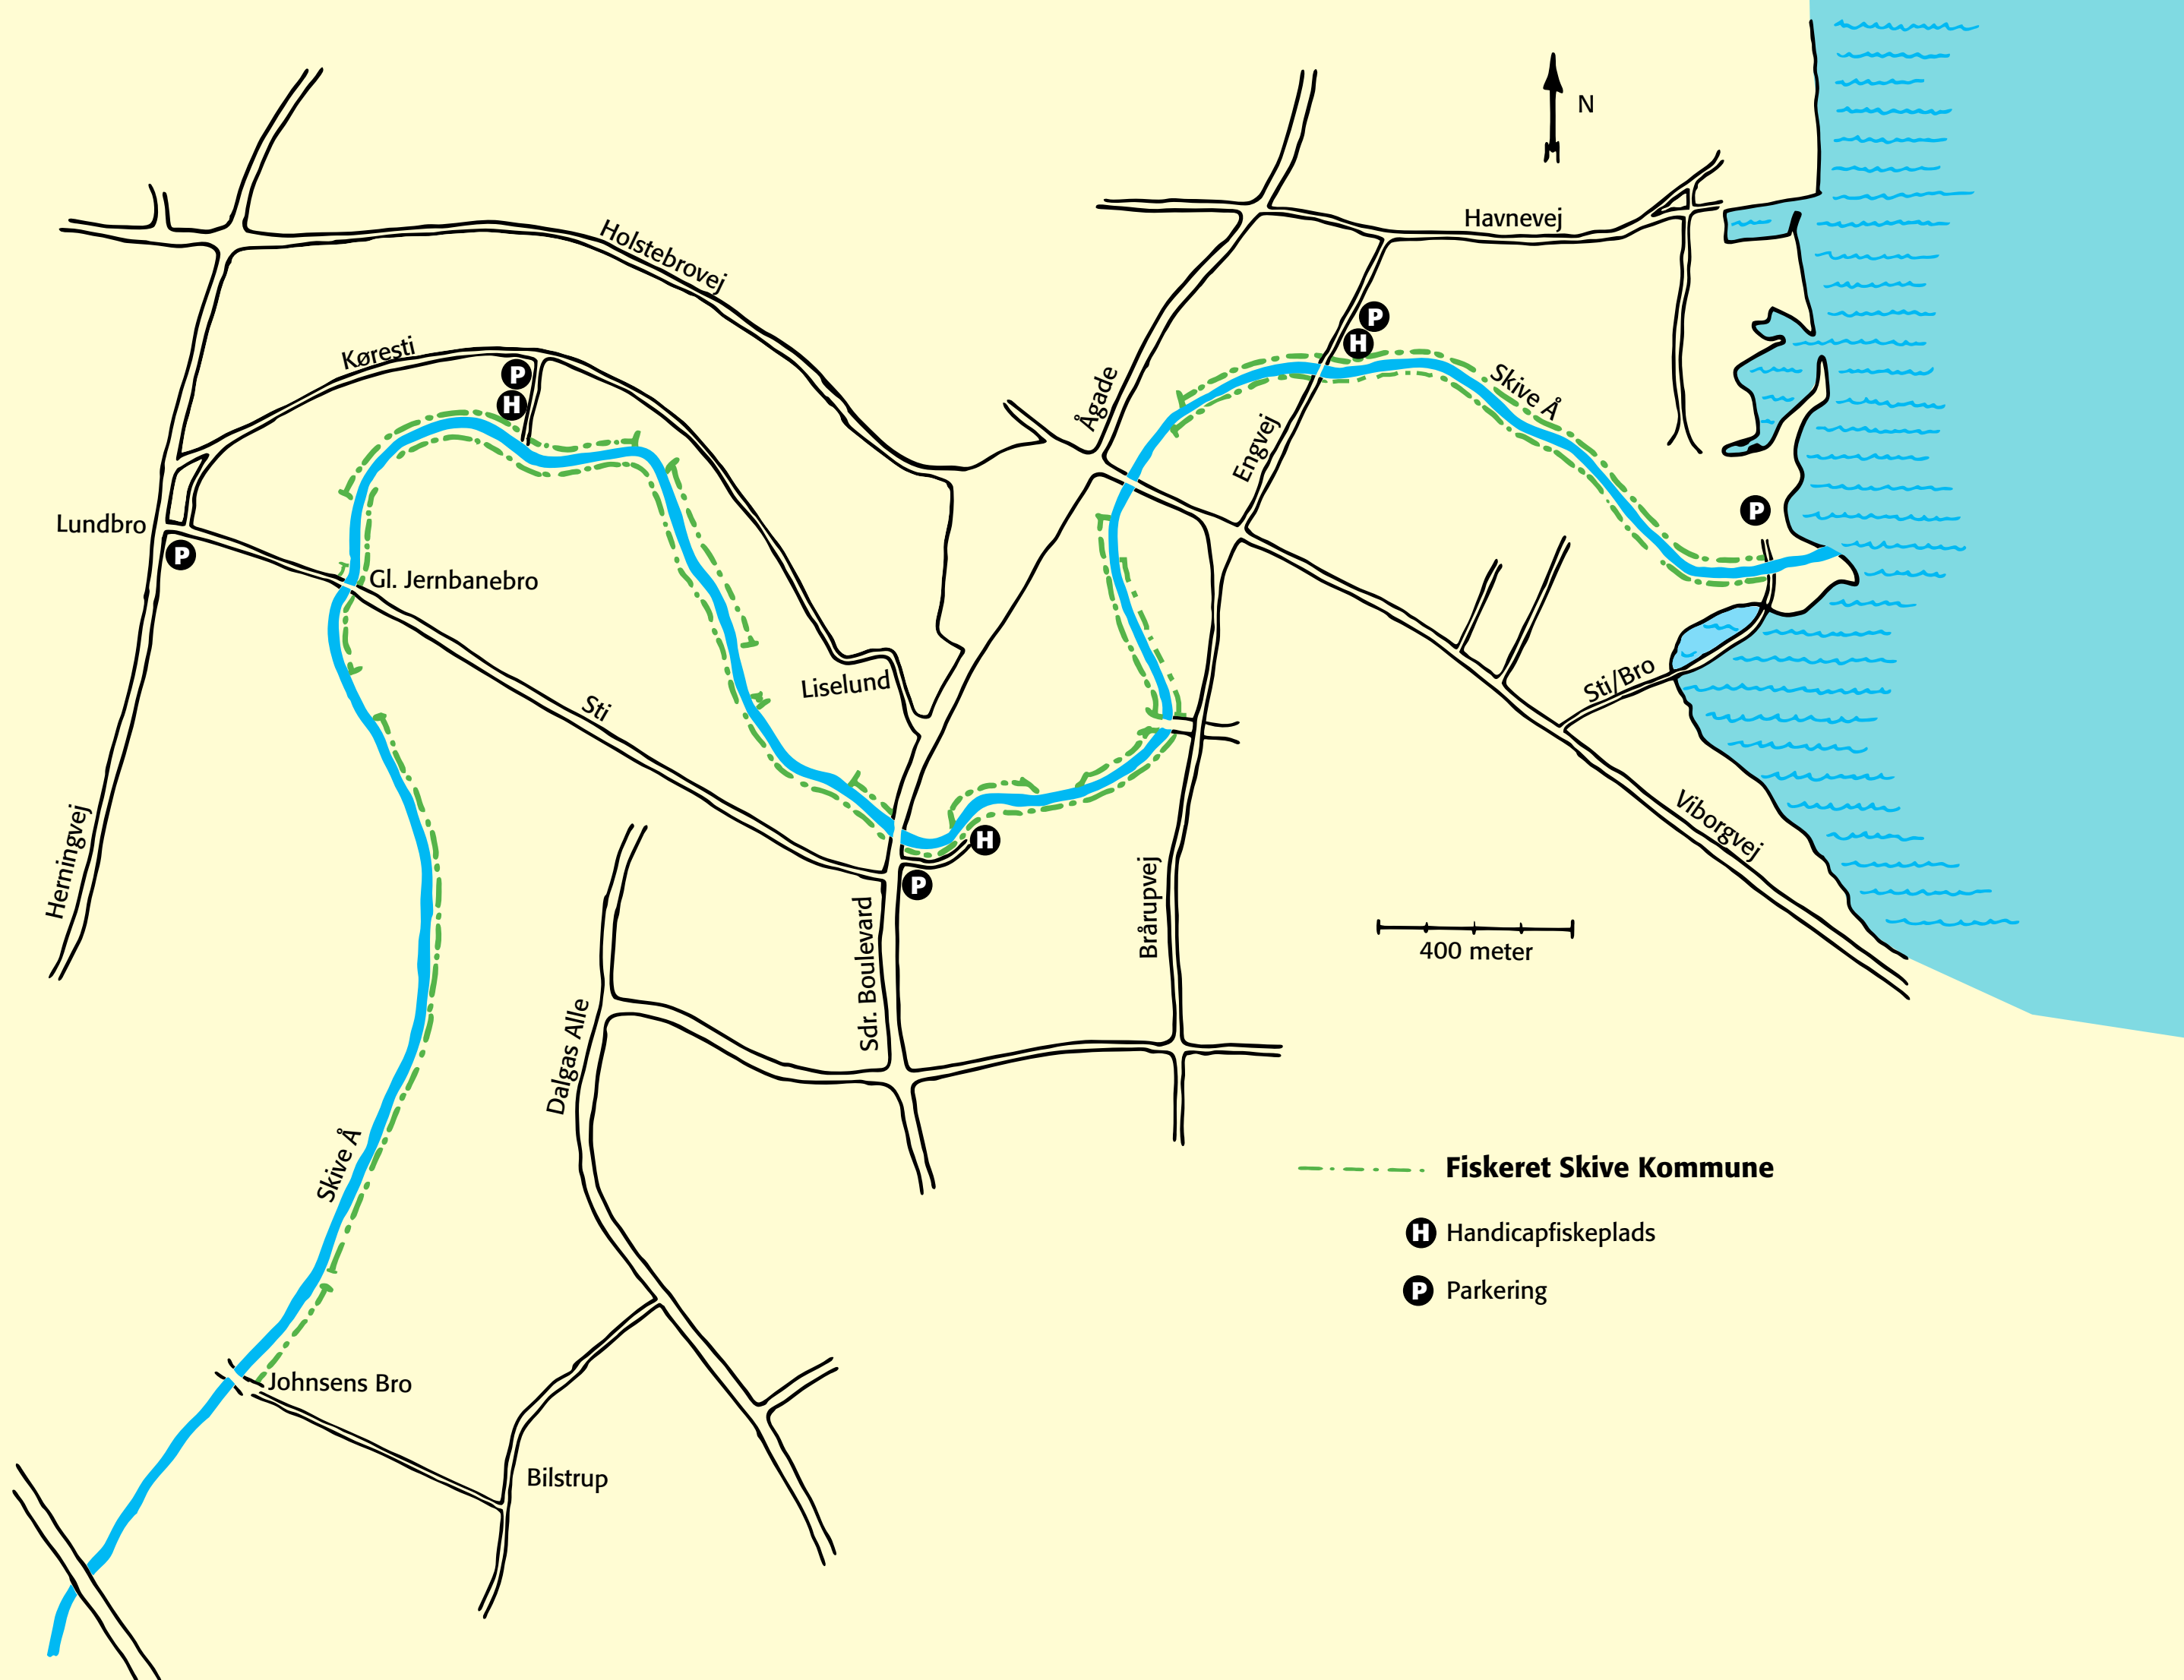 N
Havnevej
Holstebrovej
P
H
Køresti
P
H
Ågade
Skive Å
Engvej
P
Lundbro
P
Gl. Jernbanebro
Sti/Bro
Liselund
Sti
Viborgvej
Herningvej
H
P
Brårupvej
Sdr. Boulevard
400 meter
Dalgas Alle
Skive Å
Fiskeret Skive Kommune
H Handicapfiskeplads
P Parkering
Johnsens Bro
Bilstrup